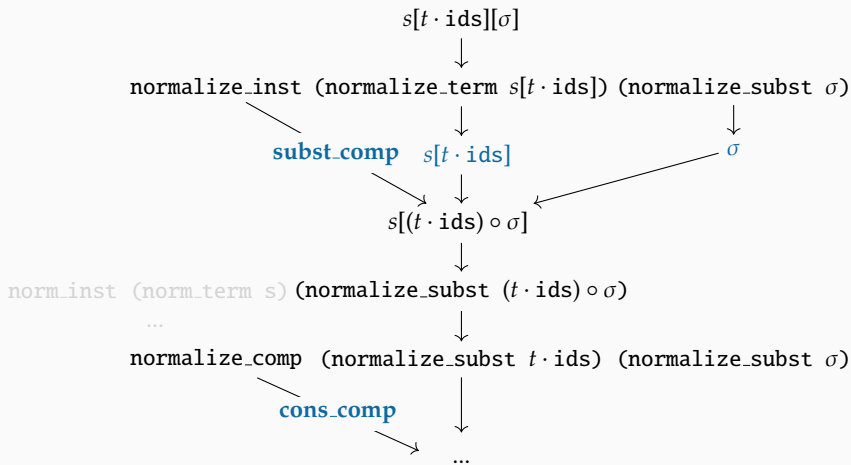 s[t · ids][σ]
normalize_inst (normalize_term s[t · ids]) (normalize_subst σ)
subst_comp s[t · ids] σ
s[(t · ids) ∘ σ]
norm_inst (norm_term s) (normalize_subst (t · ids) ∘ σ)
...
normalize_comp (normalize_subst t · ids) (normalize_subst σ)
cons_comp
...